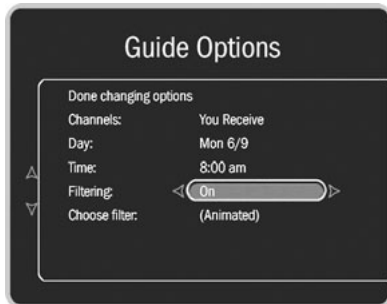 Guide Options
Done changing options
Channels: You Receive
Day: Mon 6/9
Time: 8:00 am
Filtering: On
Choose filter: (Animated)